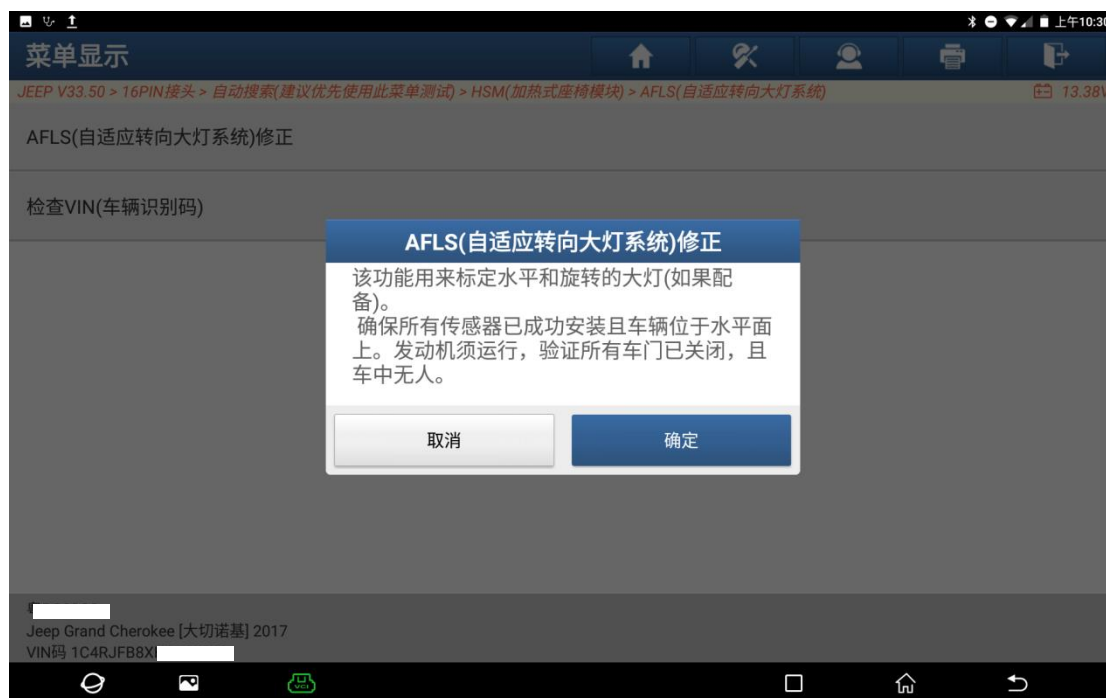 上午10:30
菜单显示
JEEP V33.50 > 16PIN接头 > 自动搜索(建议优先使用此菜单测试) > HSM(加热式座椅模块) > AFLS(自适应转向大灯系统)
13.38V
AFLS(自适应转向大灯系统)修正
检查VIN(车辆识别码)
AFLS(自适应转向大灯系统)修正
该功能用来标定水平和旋转的大灯(如果配
备)。
确保所有传感器已成功安装且车辆位于水平面
上。发动机须运行，验证所有车门已关闭，且
车中无人。
取消
确定
Jeep Grand Cherokee [大切诺基] 2017
VIN码 1C4RJFB8X
VCI